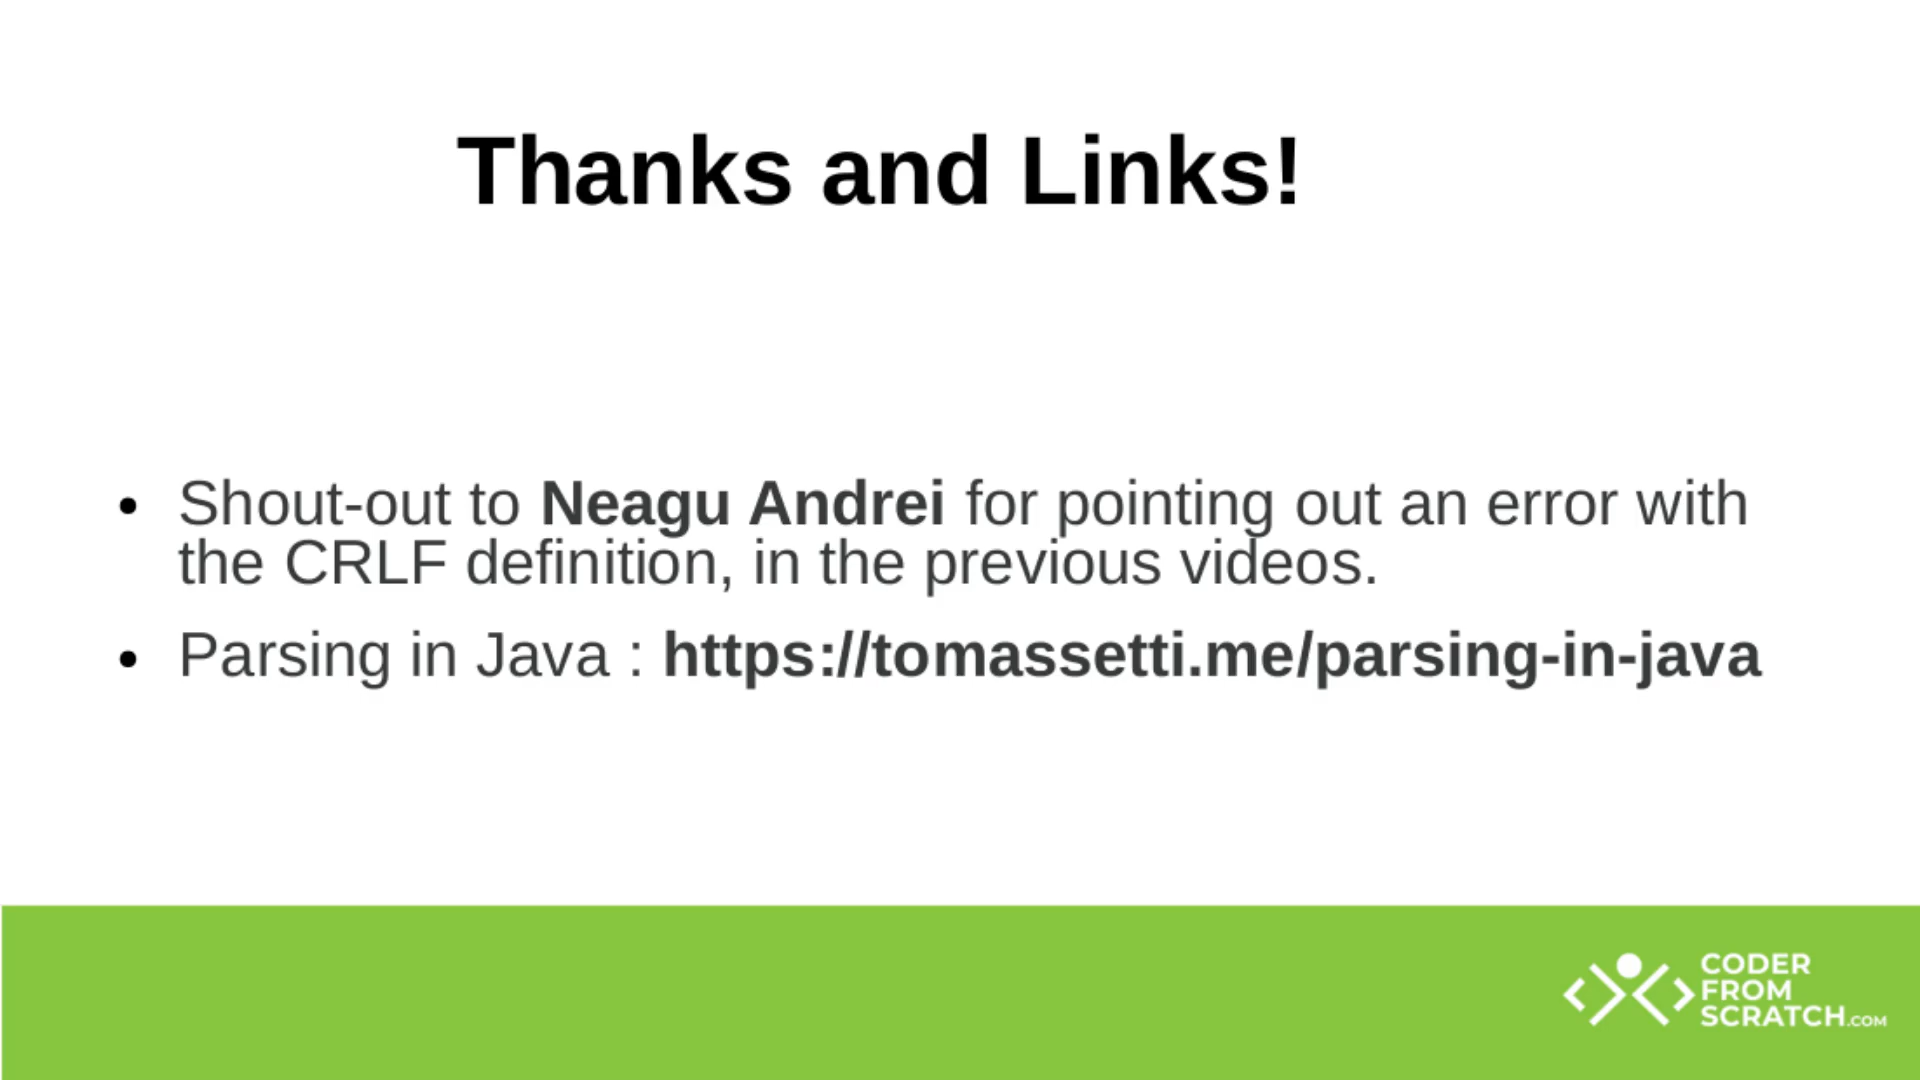 Thanks and Links!
• Shout-out to Neagu Andrei for pointing out an error with
the CRLF definition, in the previous videos.
• Parsing in Java : https://tomassetti.me/parsing-in-java
CODER
FROM
SCRATCH.COM